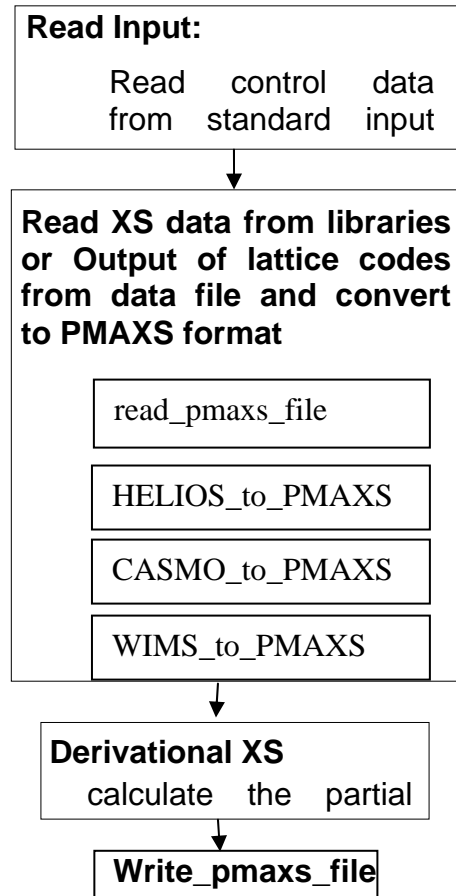 Read Input:
Read control data
from standard input
Read XS data from libraries
or Output of lattice codes
from data file and convert
to PMAXS format
read_pmaxs_file
HELIOS_to_PMAXS
CASMO_to_PMAXS
WIMS_to_PMAXS
Derivational XS
calculate the partial
Write_pmaxs_file